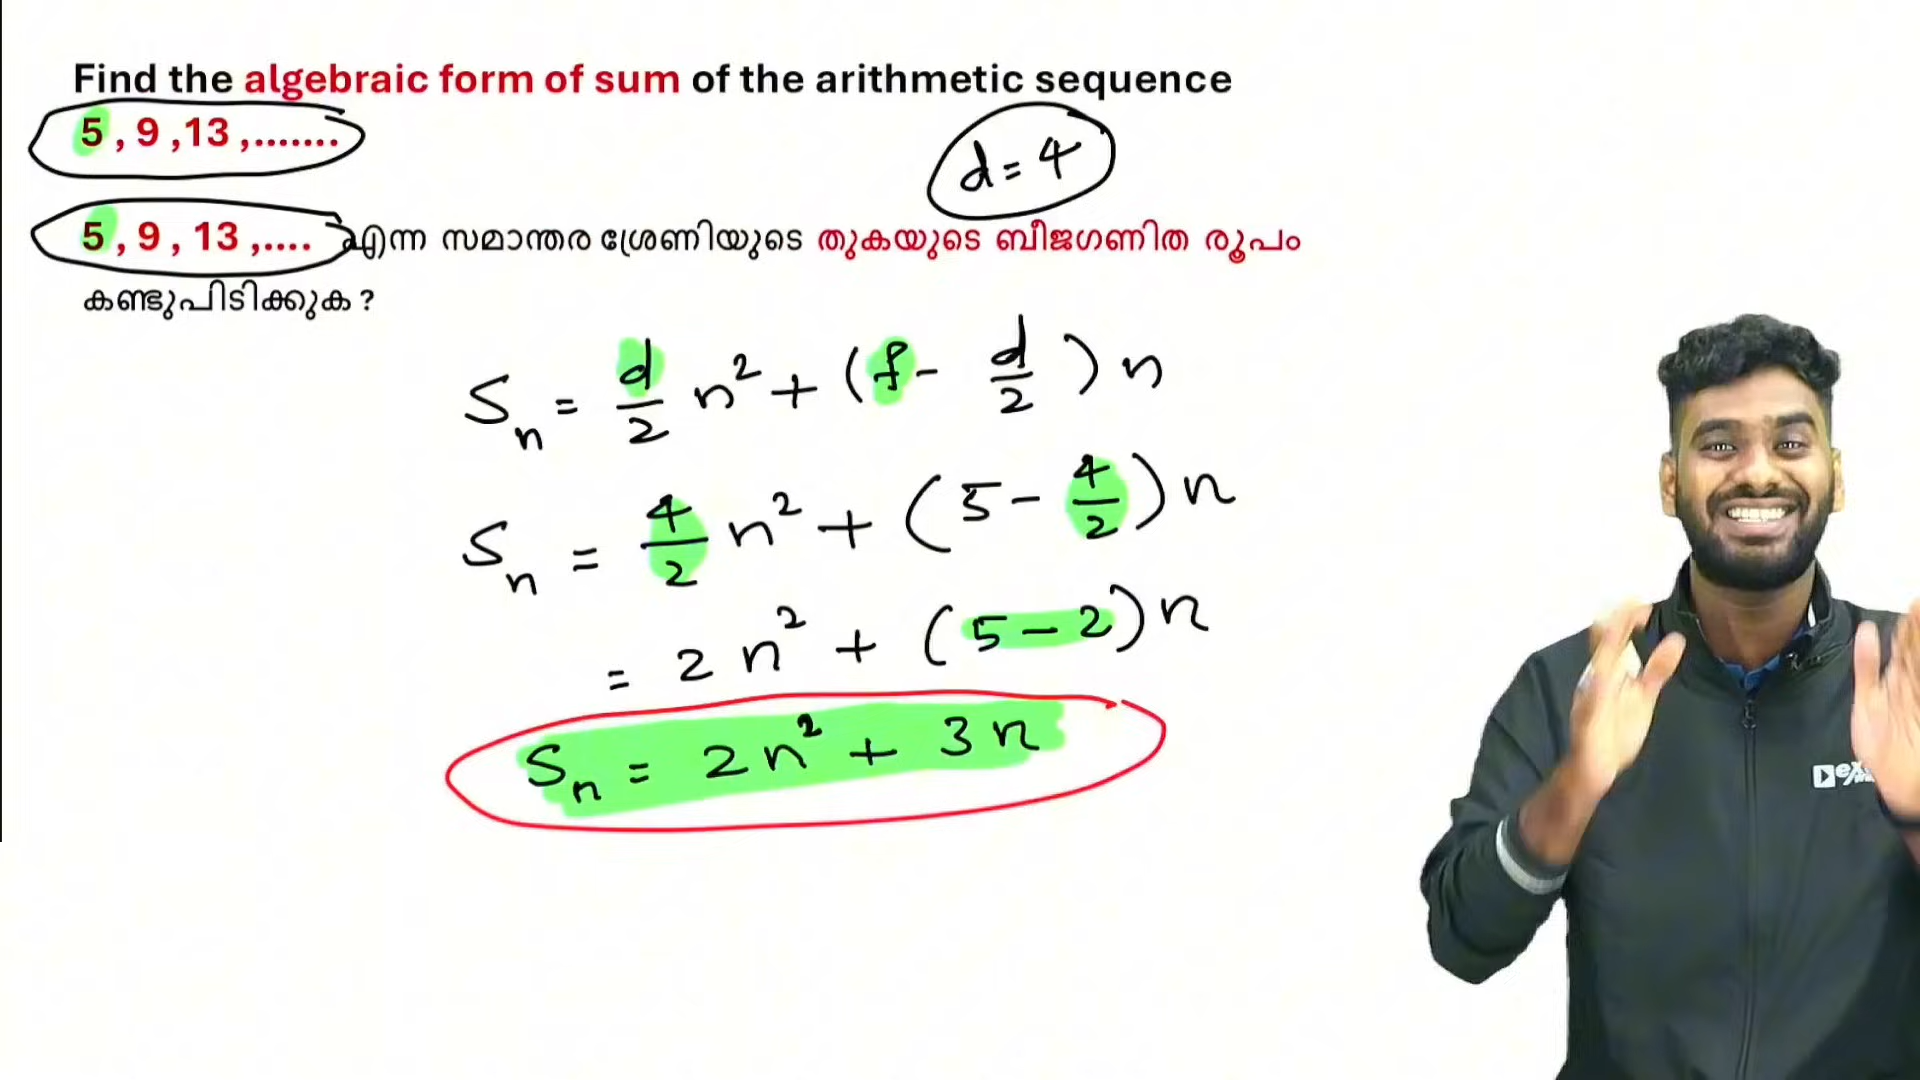 Find the algebraic form of sum of the arithmetic sequence
5 , 9 ,13 ,.......
d = 4
5 , 9 , 13 ,.... എന്ന സമാന്തര ശ്രേണിയുടെ തുകയുടെ ബീജഗണിത രൂപം
കണ്ടുപിടിക്കുക ?
Sₙ = d/2 n² + (f - d/2) n
Sₙ = 4/2 n² + (5 - 4/2) n
= 2n² + (5 - 2) n
Sₙ = 2n² + 3n